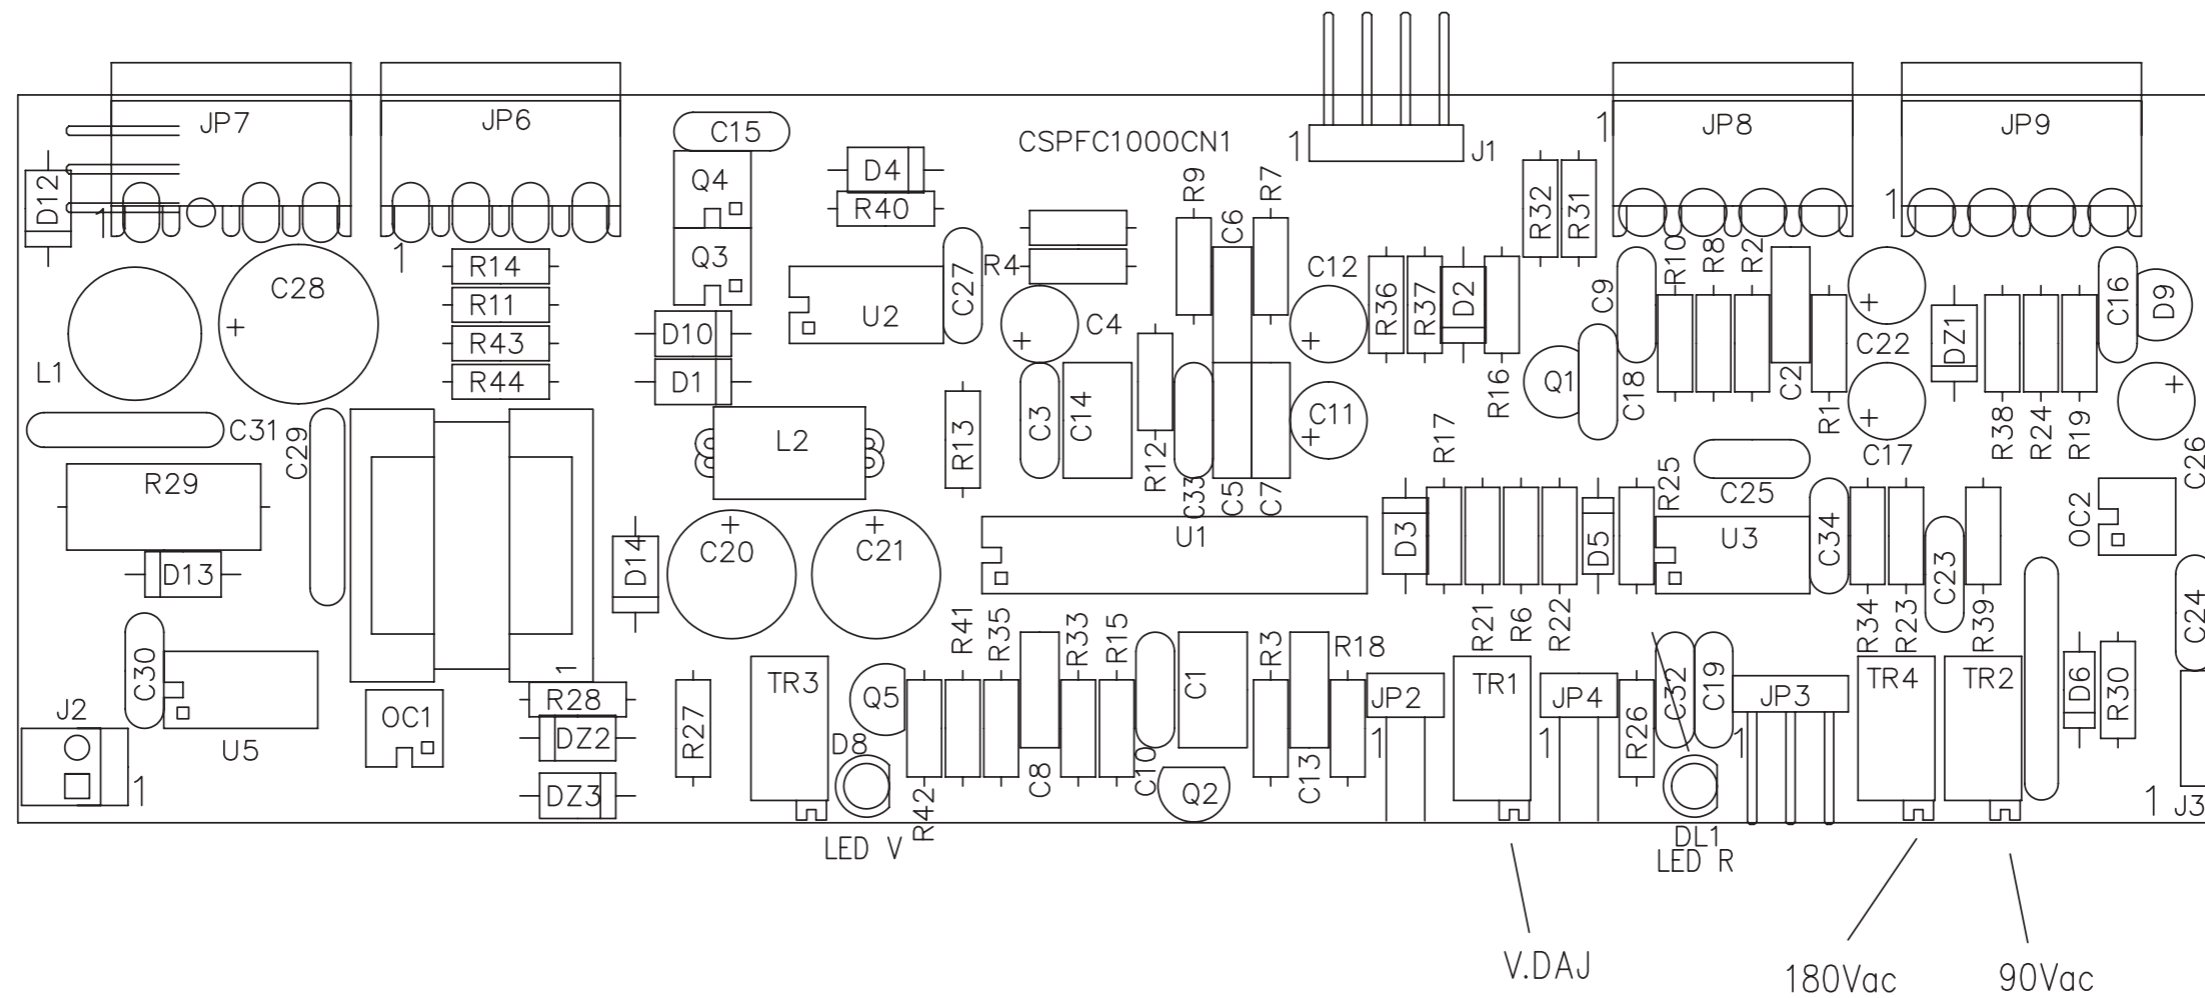 JP7
JP6
C15
CSPFC1000CN1
1
J1
1
JP8
JP9
D12
1
Q4
D4
R40
R9
R7
R32
R31
1
1
R14
R11
R43
R44
C28
L1
Q3
D10
D1
U2
C27
R4
C4
C6
C12
R36
R37
D2
R16
Q1
C9
C18
R10
R8
R2
C2
R1
C22
DZ1
R38
R24
R19
C16
D9
C31
C29
R29
L2
R13
C3
C14
R12
C33
C5
C7
C11
R17
R25
C25
C17
C26
D13
D14
C20
C21
U1
D3
D5
U3
C34
C23
OC2
C30
R41
R35
R33
R15
R3
R18
R21
R6
R22
R34
R23
R39
C24
J2
U5
1
OC1
1
R28
DZ2
DZ3
R27
TR3
Q5
D8
R42
C8
C10
C1
Q2
C13
JP2
1
TR1
JP4
1
R26
C32
C19
JP3
1
TR4
TR2
D6
R30
1
J3
LED V
DL1
LED R
V.DAJ
180Vac
90Vac